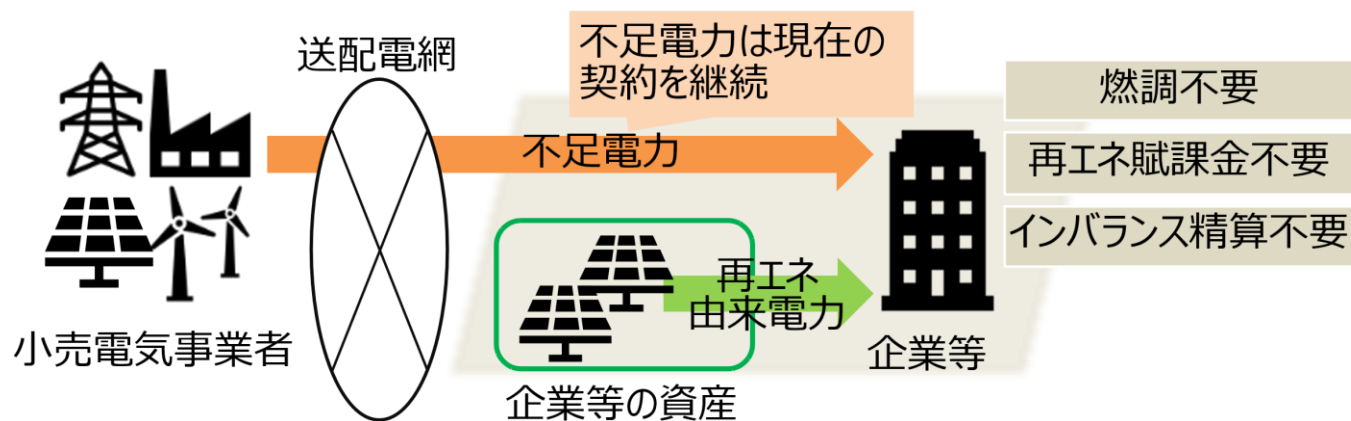 送配電網
不足電力は現在の
契約を継続
不足電力
燃調不要
再エネ賦課金不要
インバランス精算不要
再エネ
由来電力
小売電気事業者
企業等
企業等の資産